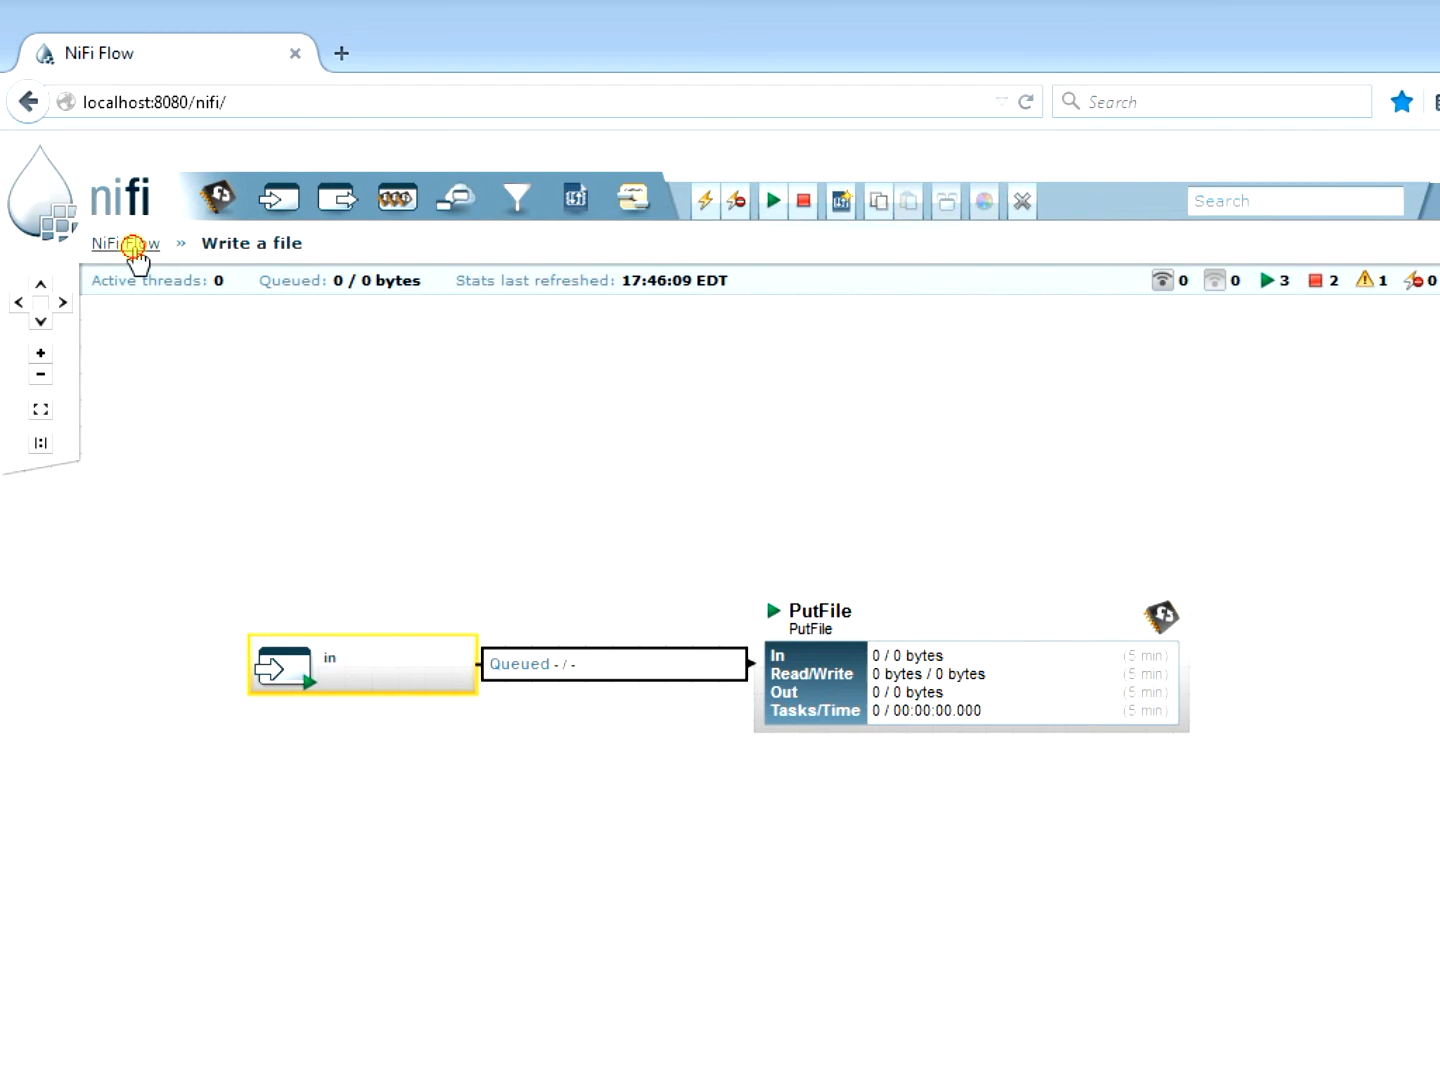 NiFi Flow
localhost:8080/nifi/
Search
nifi
Search
NiFi Flow » Write a file
Active threads: 0 Queued: 0 / 0 bytes Stats last refreshed: 17:46:09 EDT 0 0 3 2 1 0
in
Queued - / -
PutFile
PutFile
In 0 / 0 bytes (5 min)
Read/Write 0 bytes / 0 bytes (5 min)
Out 0 / 0 bytes (5 min)
Tasks/Time 0 / 00:00:00.000 (5 min)